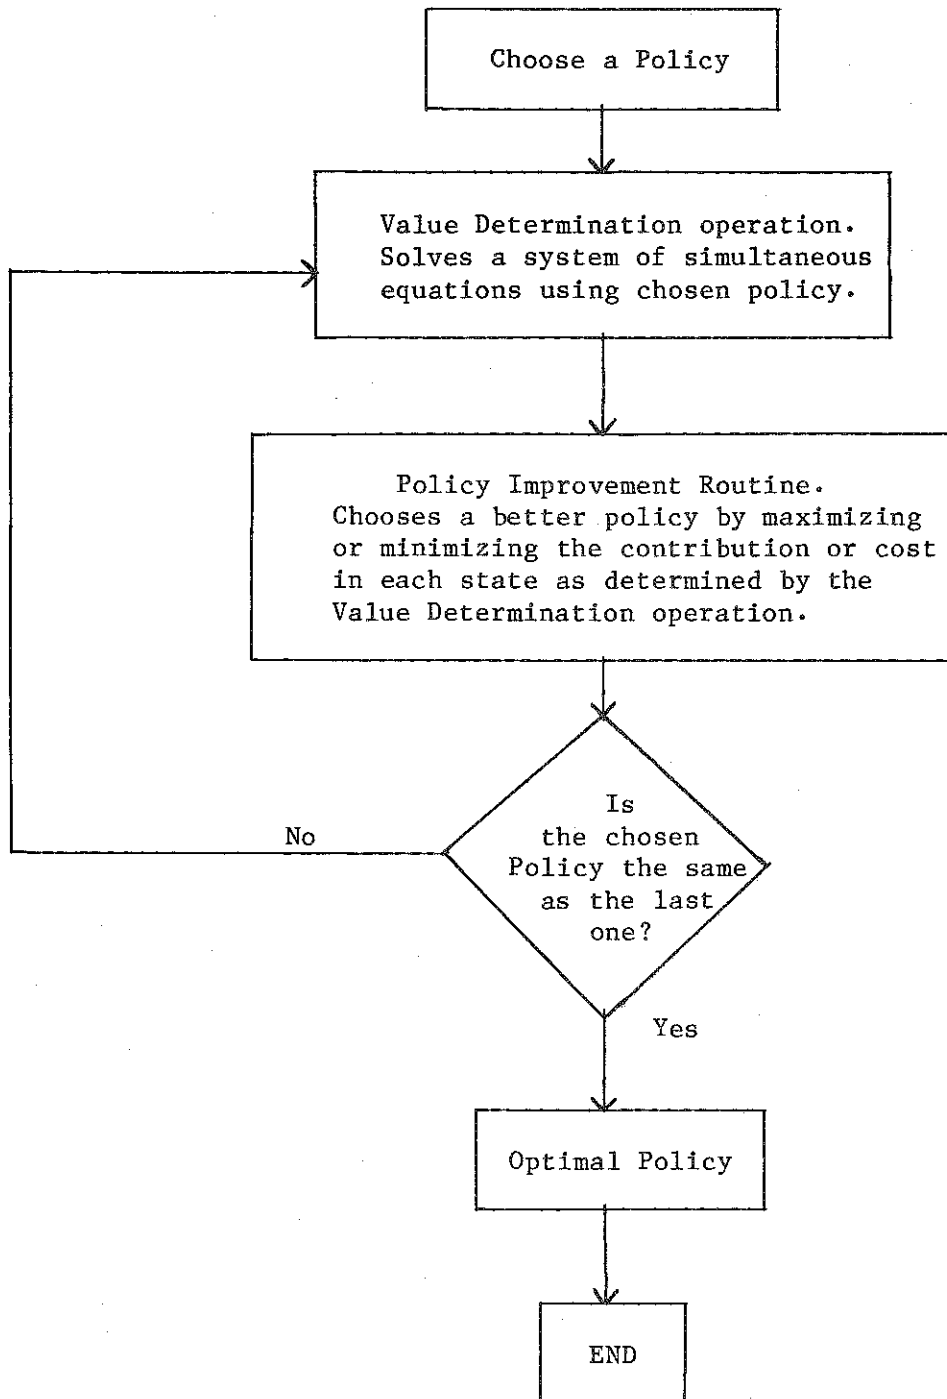 Choose a Policy
Value Determination operation.
Solves a system of simultaneous
equations using chosen policy.
Policy Improvement Routine.
Chooses a better policy by maximizing
or minimizing the contribution or cost
in each state as determined by the
Value Determination operation.
Is
the chosen
Policy the same
as the last
one?
No
Yes
Optimal Policy
END